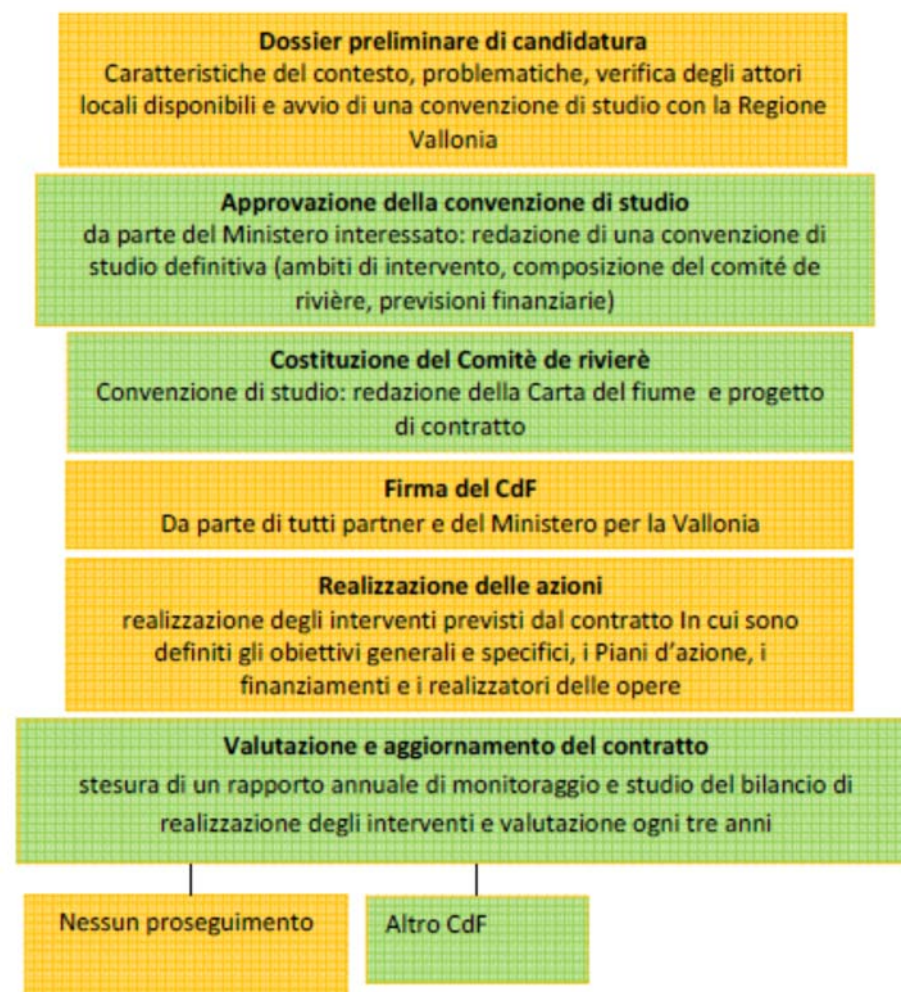 Dossier preliminare di candidatura
Caratteristiche del contesto, problematiche, verifica degli attori
locali disponibili e avvio di una convenzione di studio con la Regione
Vallonia
Approvazione della convenzione di studio
da parte del Ministero interessato: redazione di una convenzione di
studio definitiva (ambiti di intervento, composizione del comité de
rivière, previsioni finanziarie)
Costituzione del Comitè de rivierè
Convenzione di studio: redazione della Carta del fiume e progetto
di contratto
Firma del CdF
Da parte di tutti partner e del Ministero per la Vallonia
Realizzazione delle azioni
realizzazione degli interventi previsti dal contratto In cui sono
definiti gli obiettivi generali e specifici, i Piani d'azione, i
finanziamenti e i realizzatori delle opere
Valutazione e aggiornamento del contratto
stesura di un rapporto annuale di monitoraggio e studio del bilancio di
realizzazione degli interventi e valutazione ogni tre anni
Nessun proseguimento
Altro CdF